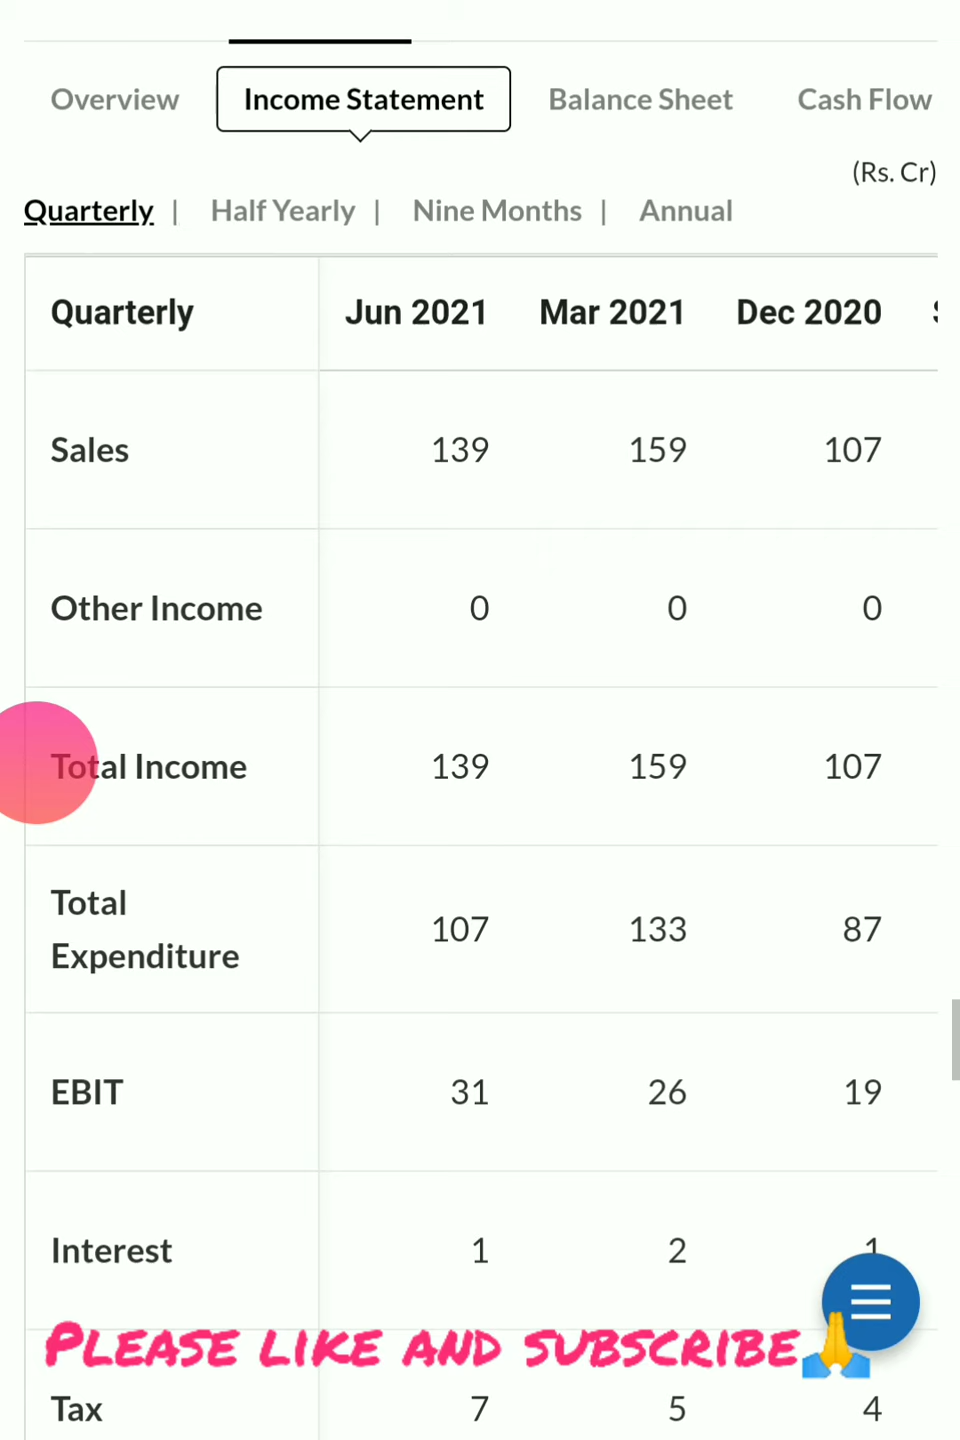 Overview Income Statement Balance Sheet Cash Flow
(Rs. Cr)
Quarterly | Half Yearly | Nine Months | Annual
Quarterly Jun 2021 Mar 2021 Dec 2020
Sales 139 159 107
Other Income 0 0 0
Total Income 139 159 107
Total
Expenditure 107 133 87
EBIT 31 26 19
Interest 1 2 1
Please like and subscribe🙏
Tax 7 5 4